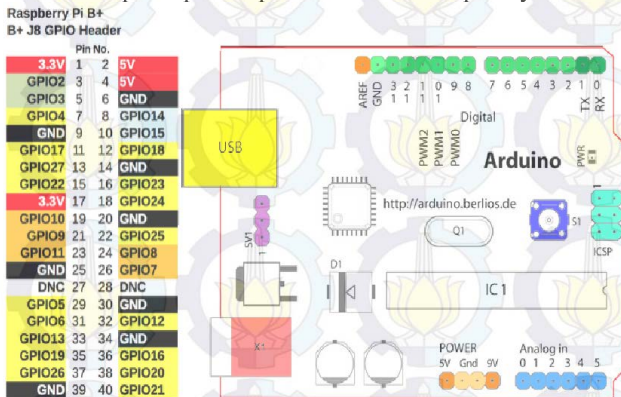 Raspberry Pi B+
B+ J8 GPIO Header
Pin No.
3.3V 1 2 5V
GPIO2 3 4 5V
GPIO3 5 6 GND
GPIO4 7 8 GPIO14
GND 9 10 GPIO15
GPIO17 11 12 GPIO18
GPIO27 13 14 GND
GPIO22 15 16 GPIO23
3.3V 17 18 GPIO24
GPIO10 19 20 GND
GPIO9 21 22 GPIO25
GPIO11 23 24 GPIO8
GND 25 26 GPIO7
DNC 27 28 DNC
GPIO5 29 30 GND
GPIO6 31 32 GPIO12
GPIO13 33 34 GND
GPIO19 35 36 GPIO16
GPIO26 37 38 GPIO20
GND 39 40 GPIO21
AREF GND 13 12 11 10 9 8 7 6 5 4 3 2 1 0
TX RX
Digital
PWM2 PWM1 PWM0
USB
Arduino
PWR
http://arduino.berlios.de
SV1
1
Q1
S1
1
ICSP
D1
IC 1
X1
POWER
5V Gnd 9V
Analog in
0 1 2 3 4 5